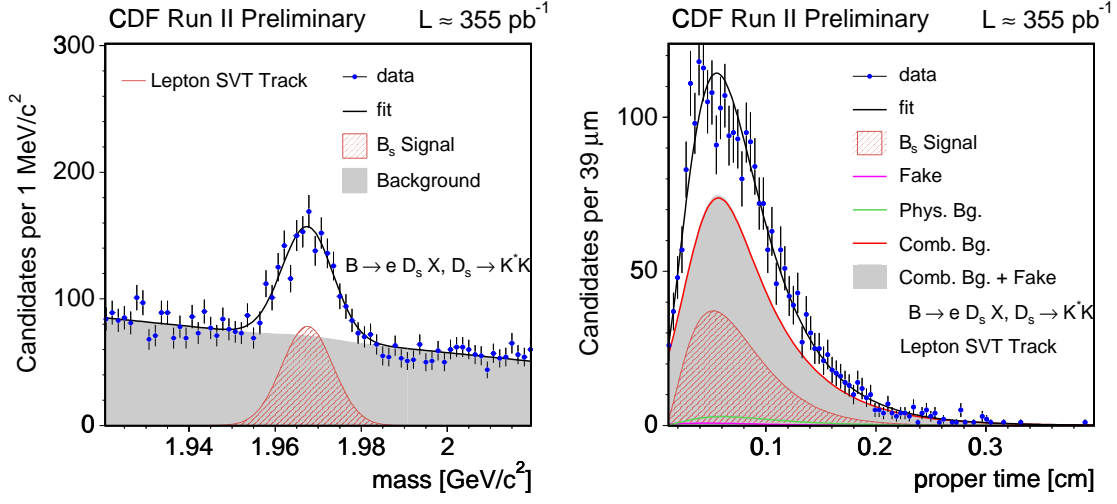 CDF Run II Preliminary L ≈ 355 pb⁻¹
Candidates per 1 MeV/c²
300
200
100
0
Lepton SVT Track
data
fit
Bₛ Signal
Background
B → e Dₛ X, Dₛ → K*K
1.94 1.96 1.98 2
mass [GeV/c²]
CDF Run II Preliminary L ≈ 355 pb⁻¹
Candidates per 39 μm
100
50
0
data
fit
Bₛ Signal
Fake
Phys. Bg.
Comb. Bg.
Comb. Bg. + Fake
B → e Dₛ X, Dₛ → K*K
Lepton SVT Track
0.1 0.2 0.3
proper time [cm]